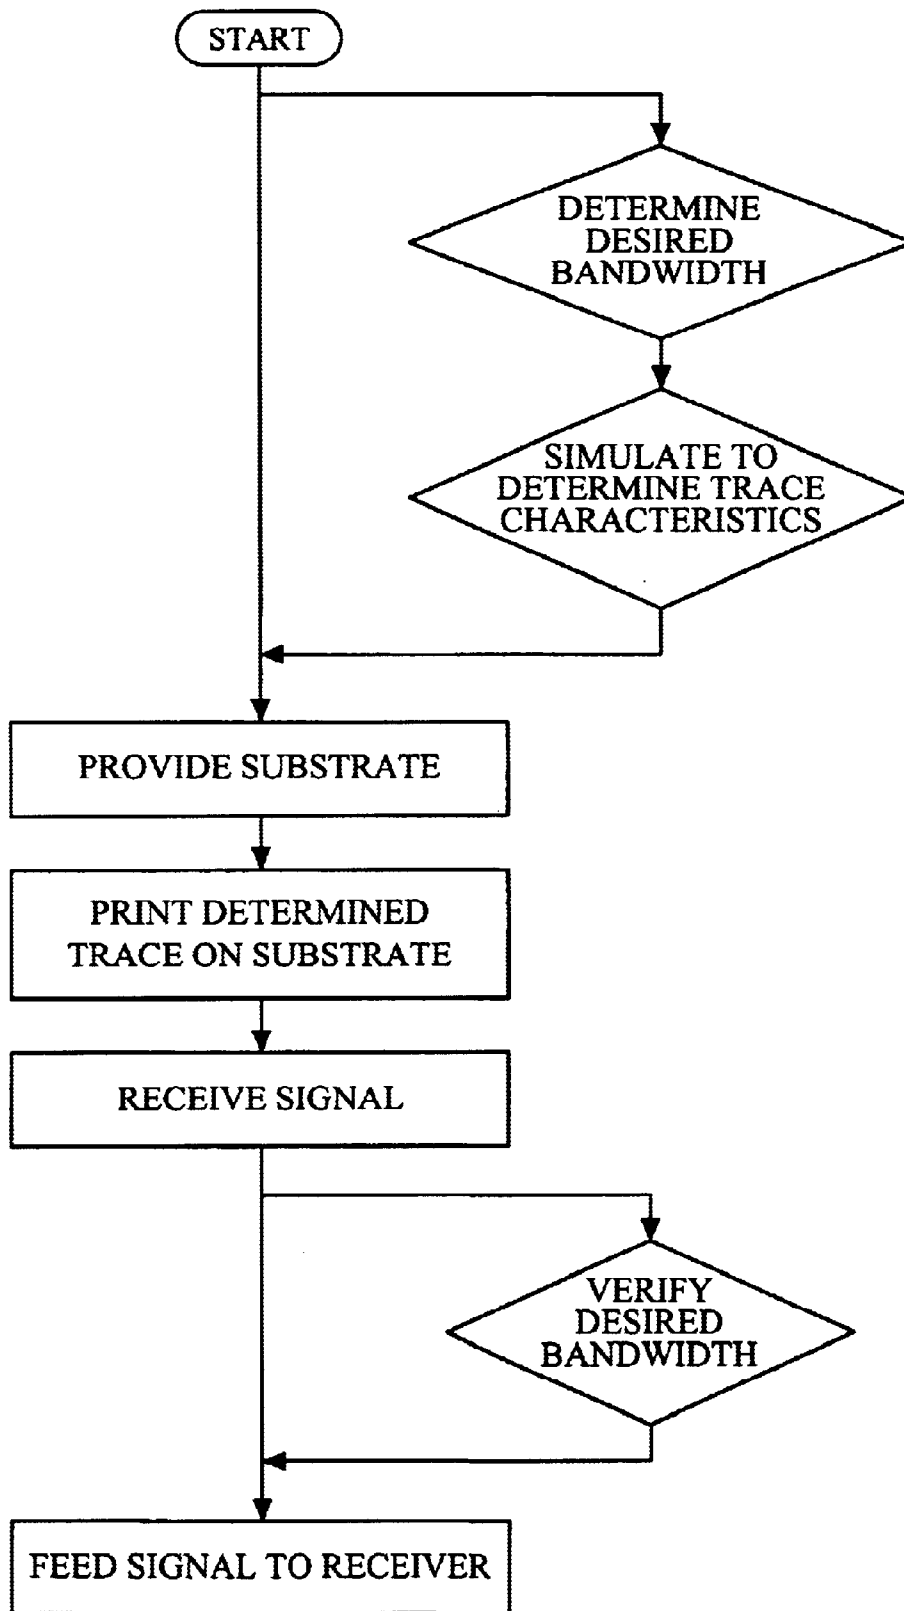 START
DETERMINE
DESIRED
BANDWIDTH
SIMULATE TO
DETERMINE TRACE
CHARACTERISTICS
PROVIDE SUBSTRATE
PRINT DETERMINED
TRACE ON SUBSTRATE
RECEIVE SIGNAL
VERIFY
DESIRED
BANDWIDTH
FEED SIGNAL TO RECEIVER